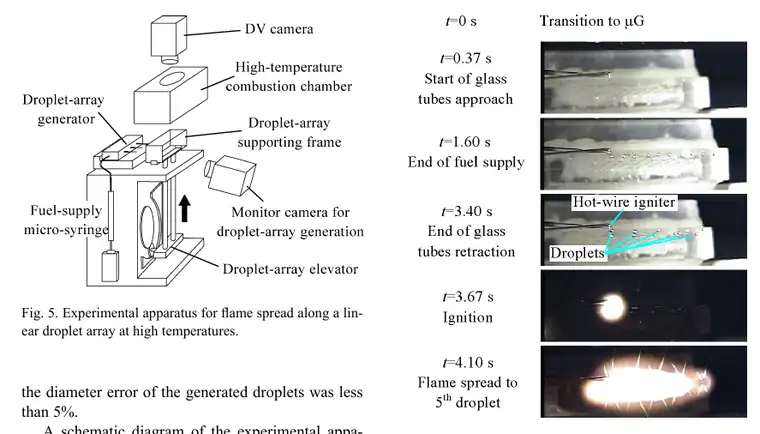 DV camera
High-temperature
combustion chamber
Droplet-array
generator
Droplet-array
supporting frame
Fuel-supply
micro-syringe
Monitor camera for
droplet-array generation
Droplet-array elevator
Fig. 5. Experimental apparatus for flame spread along a lin-
ear droplet array at high temperatures.
the diameter error of the generated droplets was less
than 5%.
A schematic diagram of the experimental appa-
t=0 s
Transition to μG
t=0.37 s
Start of glass
tubes approach
t=1.60 s
End of fuel supply
t=3.40 s
End of glass
tubes retraction
Hot-wire igniter
Droplets
t=3.67 s
Ignition
t=4.10 s
Flame spread to
5th droplet